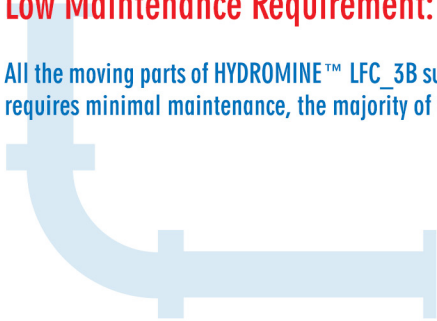 Low Maintenance Requirement:
All the moving parts of HYDROMINE™ LFC_3B
requires minimal maintenance, the majority of